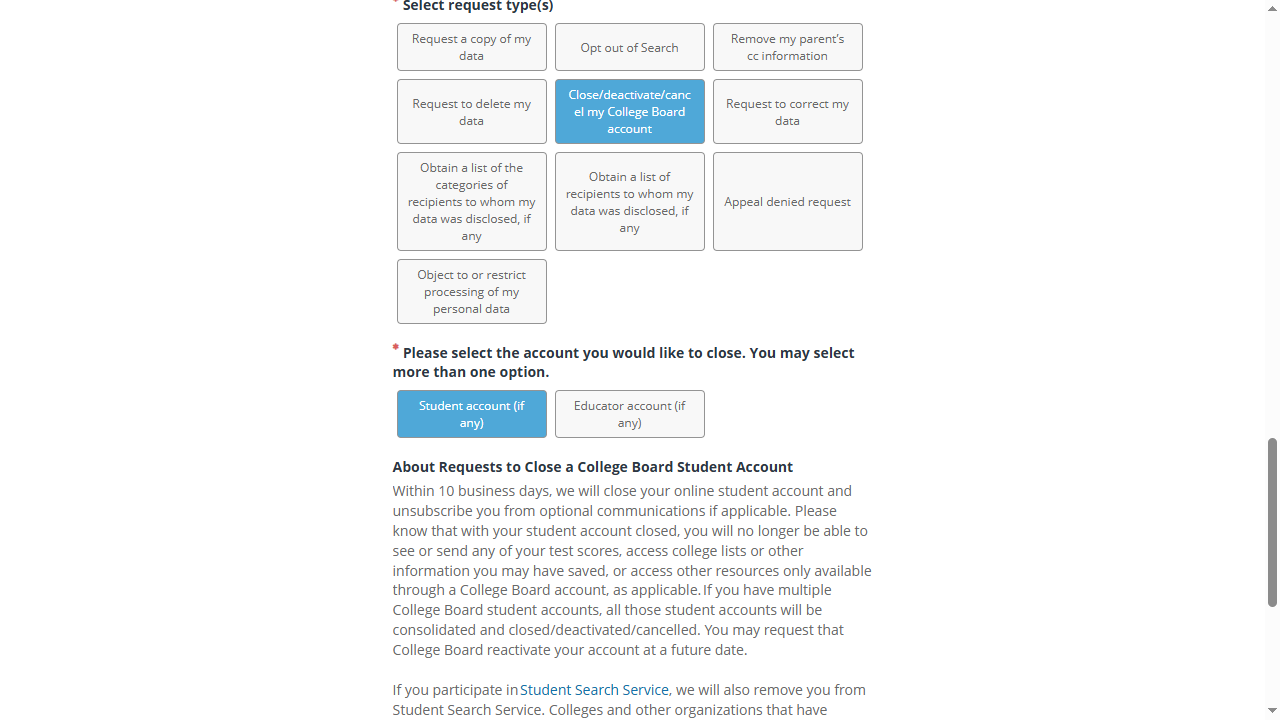 * Select request type(s)
Request a copy of my
data
Opt out of Search
Remove my parent's
cc information
Request to delete my
data
Close/deactivate/canc
el my College Board
account
Request to correct my
data
Obtain a list of the
categories of
recipients to whom my
data was disclosed, if
any
Obtain a list of
recipients to whom my
data was disclosed, if
any
Appeal denied request
Object to or restrict
processing of my
personal data
* Please select the account you would like to close. You may select
more than one option.
Student account (if
any)
Educator account (if
any)
About Requests to Close a College Board Student Account
Within 10 business days, we will close your online student account and
unsubscribe you from optional communications if applicable. Please
know that with your student account closed, you will no longer be able to
see or send any of your test scores, access college lists or other
information you may have saved, or access other resources only available
through a College Board account, as applicable. If you have multiple
College Board student accounts, all those student accounts will be
consolidated and closed/deactivated/cancelled. You may request that
College Board reactivate your account at a future date.
If you participate in Student Search Service, we will also remove you from
Student Search Service. Colleges and other organizations that have